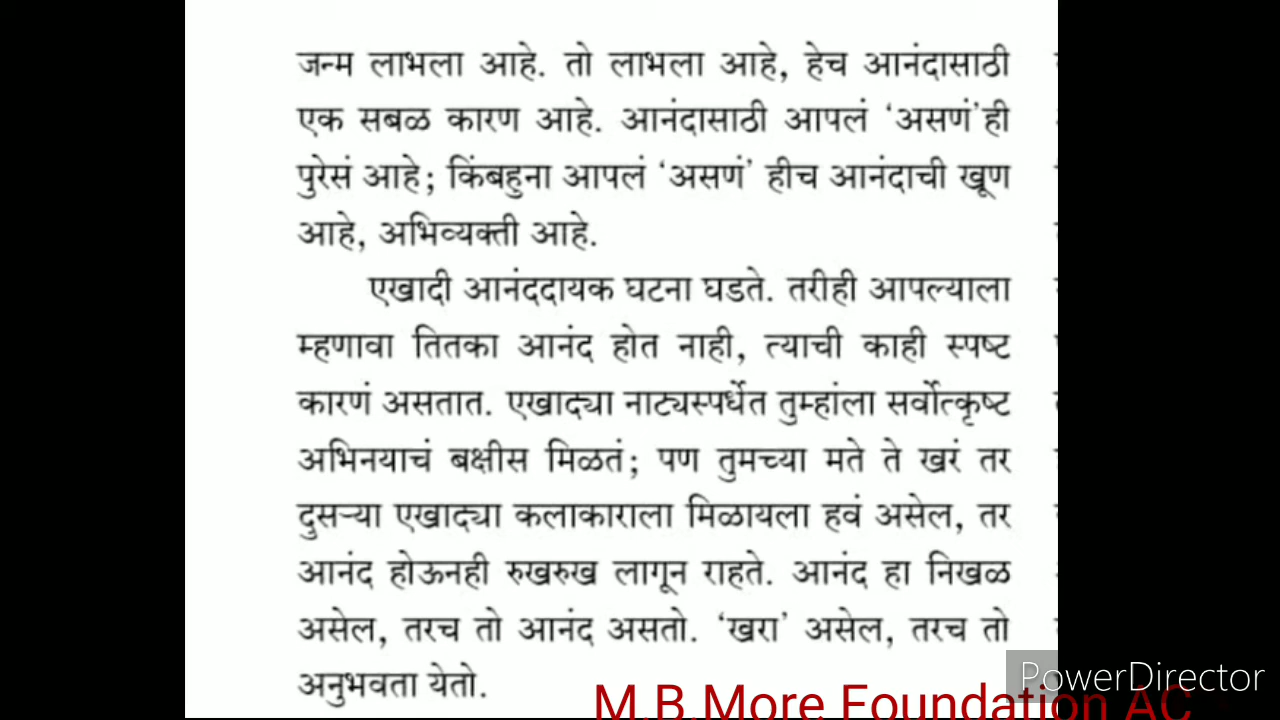 जन्म लाभला आहे. तो लाभला आहे, हेच आनंदासाठी
एक सबळ कारण आहे. आनंदासाठी आपलं ‘असणं’ही
पुरेसं आहे; किंबहुना आपलं ‘असणं’ हीच आनंदाची खूण
आहे, अभिव्यक्ती आहे.
एखादी आनंददायक घटना घडते. तरीही आपल्याला
म्हणावा तितका आनंद होत नाही, त्याची काही स्पष्ट
कारणं असतात. एखाद्या नाट्यस्पर्धेत तुम्हांला सर्वोत्कृष्ट
अभिनयाचं बक्षीस मिळतं; पण तुमच्या मते ते खरं तर
दुसऱ्या एखाद्या कलाकाराला मिळायला हवं असेल, तर
आनंद होऊनही रुखरुख लागून राहते. आनंद हा निखळ
असेल, तरच तो आनंद असतो. ‘खरा’ असेल, तरच तो
अनुभवता येतो.
PowerDirector
M.B.More Foundation AC